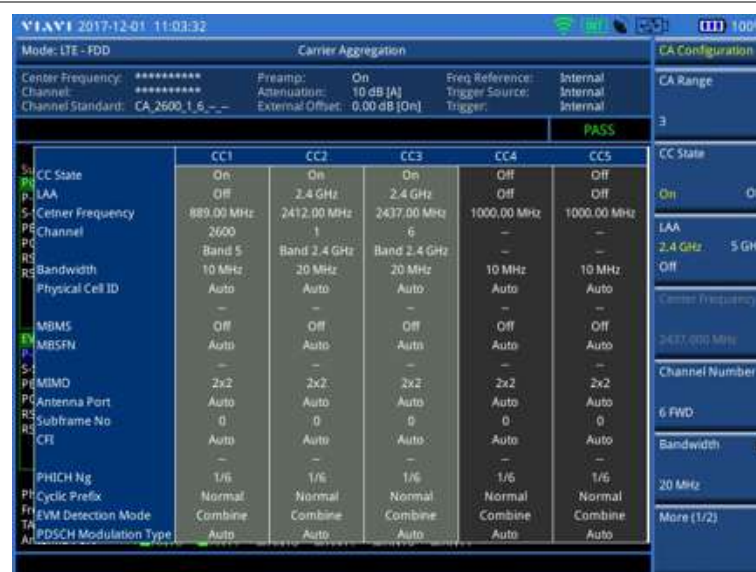 VIAVI 2017-12-01 11:03:32
INT
100%
Mode: LTE - FDD
Carrier Aggregation
CA Configuration
Center Frequency: **********
Preamp: On
Freq Reference: Internal
Channel: **********
Attenuation: 10 dB [A]
Trigger Source: Internal
Channel Standard: CA_2600_1_6_-_-
External Offset: 0.00 dB [On]
Trigger: Internal
PASS
CA Range
3
CC1 CC2 CC3 CC4 CC5
CC State On On On Off Off
LAA Off 2.4 GHz 2.4 GHz Off Off
Cetner Frequency 889.00 MHz 2412.00 MHz 2437.00 MHz 1000.00 MHz 1000.00 MHz
Channel 2600 1 6 -- --
Band 5 Band 2.4 GHz Band 2.4 GHz -- --
Bandwidth 10 MHz 20 MHz 20 MHz 10 MHz 10 MHz
Physical Cell ID Auto Auto Auto Auto Auto
-- -- -- -- --
MBMS Off Off Off Off Off
MBSFN Auto Auto Auto Auto Auto
-- -- -- -- --
MIMO 2x2 2x2 2x2 2x2 2x2
Antenna Port Auto Auto Auto Auto Auto
Subframe No 0 0 0 0 0
CFI Auto Auto Auto Auto Auto
-- -- -- -- --
PHICH Ng 1/6 1/6 1/6 1/6 1/6
Cyclic Prefix Normal Normal Normal Normal Normal
EVM Detection Mode Combine Combine Combine Combine Combine
PDSCH Modulation Type Auto Auto Auto Auto Auto
CC State
On
LAA
2.4 GHz 5 GH
Off
Center Frequency
2437.000 MHz
Channel Number
6 FWD
Bandwidth
20 MHz
More (1/2)